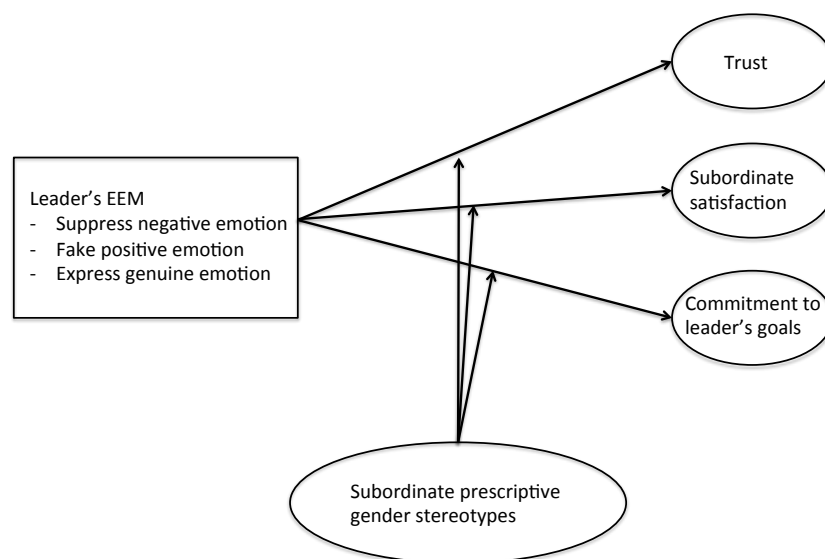 Trust
Leader's EEM
- Suppress negative emotion
- Fake positive emotion
- Express genuine emotion
Subordinate
satisfaction
Commitment to
leader's goals
Subordinate prescriptive
gender stereotypes